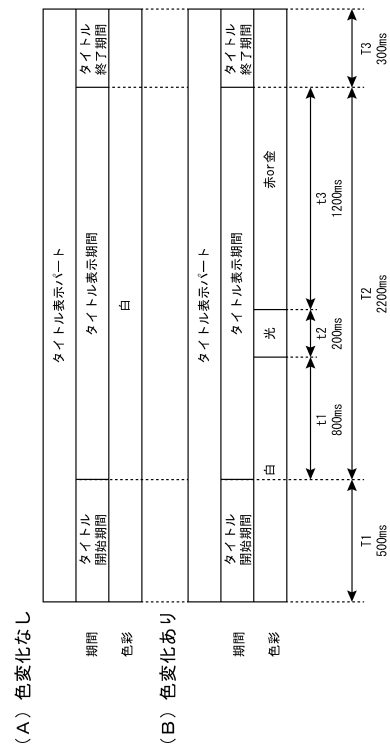 (A) 色変化なし
タイトル表示パート
期間
タイトル
開始期間
タイトル表示期間
タイトル
終了期間
色彩
白
(B) 色変化あり
タイトル表示パート
期間
タイトル
開始期間
タイトル表示期間
タイトル
終了期間
色彩
白
光
赤or金
t1
800ms
t2
200ms
t3
1200ms
T1
500ms
T2
2200ms
T3
300ms